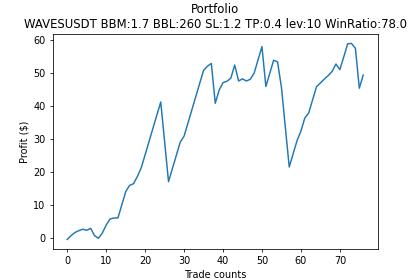 Portfolio
WAVESUSDT BBM:1.7 BBL:260 SL:1.2 TP:0.4 lev:10 WinRatio:78.0
60
50
40
30
20
10
0
Profit ($)
0 10 20 30 40 50 60 70
Trade counts